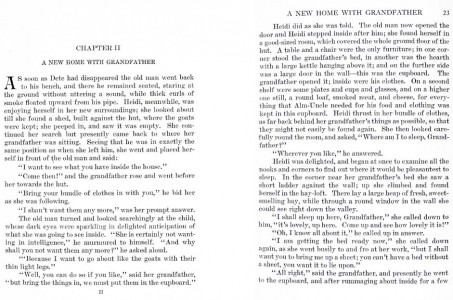 CHAPTER II
A NEW HOME WITH GRANDFATHER
AS soon as Dete had disappeared the old man went back
to his bench, and there he remained seated, staring at
the ground without uttering a sound, while thick curls of
smoke floated upward from his pipe. Heidi, meanwhile, was
enjoying herself in her new surroundings; she looked about
till she found a shed, built against the hut, where the goats
were kept; she peeped in, and saw it was empty. She con-
tinued her search but presently came back to where her
grandfather was sitting. Seeing that he was in exactly the
same position as when she left him, she went and placed her-
self in front of the old man and said:
"I want to see what you have inside the house."
"Come then!" and the grandfather rose and went before
her towards the hut.
"Bring your bundle of clothes in with you," he bid her
as she was following.
"I shan't want them any more," was her prompt answer.
The old man turned and looked searchingly at the child,
whose dark eyes were sparkling in delighted anticipation of
what she was going to see inside. "She is certainly not want-
ing in intelligence," he murmured to himself. "And why
shall you not want them any more?" he asked aloud.
"Because I want to go about like the goats with their
thin light legs."
"Well, you can do so if you like," said her grandfather,
"but bring the things in, we must put them in the cupboard."
22
A NEW HOME WITH GRANDFATHER 23
Heidi did as she was told. The old man now opened the
door and Heidi stepped inside after him; she found herself in
a good-sized room, which covered the whole ground floor of the
hut. A table and a chair were the only furniture; in one cor-
ner stood the grandfather's bed, in another was the hearth
with a large kettle hanging above it; and on the further side
was a large door in the wall—this was the cupboard. The
grandfather opened it; inside were his clothes. On a second
shelf were some plates and cups and glasses, and on a higher
one still, a round loaf, smoked meat, and cheese, for every-
thing that Alm-Uncle needed for his food and clothing was
kept in this cupboard. Heidi thrust in her bundle of clothes,
as far back behind her grandfather's things as possible, so that
they might not easily be found again. She then looked care-
fully round the room, and asked, "Where am I to sleep, Grand-
father?"
"Wherever you like," he answered.
Heidi was delighted, and began at once to examine all the
nooks and corners to find out where it would be pleasantest to
sleep. In the corner near her grandfather's bed she saw a
short ladder against the wall; up she climbed and found
herself in the hay-loft. There lay a large heap of fresh, sweet-
smelling hay, while through a round window in the wall she
could see right down the valley.
"I shall sleep up here, Grandfather," she called down to
him, "it's lovely, up here. Come up and see how lovely it is!"
"Oh, I know all about it," he called up in answer.
"I am getting the bed ready now," she called down
again, as she went busily to and fro at her work, "but I shall
want you to bring me up a sheet; you can't have a bed without
a sheet, you want it to lie upon."
"All right," said the grandfather, and presently he went
to the cupboard, and after rummaging about inside for a few